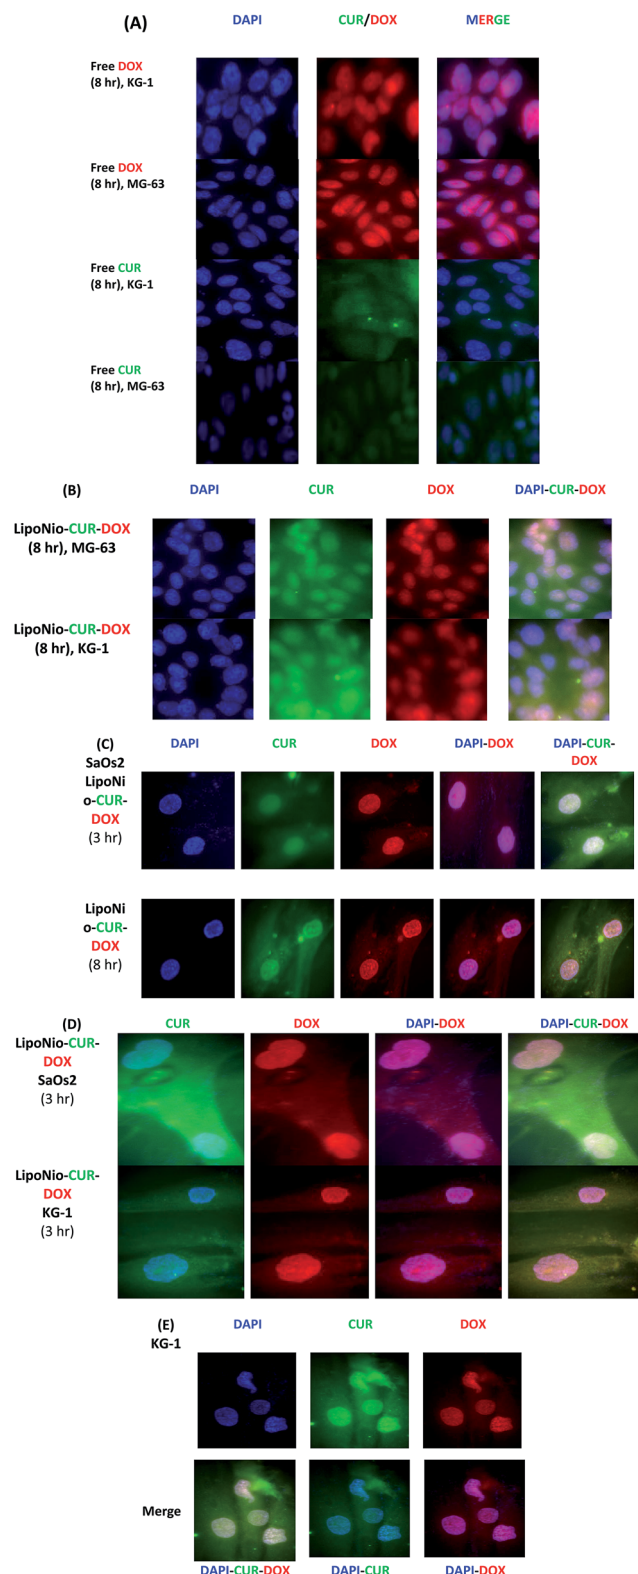 (A) DAPI CUR/DOX MERGE
Free DOX
(8 hr), KG-1
Free DOX
(8 hr), MG-63
Free CUR
(8 hr), KG-1
Free CUR
(8 hr), MG-63
(B) DAPI CUR DOX DAPI-CUR-DOX
LipoNio-CUR-DOX
(8 hr), MG-63
LipoNio-CUR-DOX
(8 hr), KG-1
(C) DAPI CUR DOX DAPI-DOX DAPI-CUR-
DOX
SaOs2
LipoNi
o-CUR-
DOX
(3 hr)
LipoNi
o-CUR-
DOX
(8 hr)
(D) CUR DOX DAPI-DOX DAPI-CUR-DOX
LipoNio-CUR-
DOX
SaOs2
(3 hr)
LipoNio-CUR-
DOX
KG-1
(3 hr)
(E) DAPI CUR DOX
KG-1
Merge
DAPI-CUR-DOX DAPI-CUR DAPI-DOX